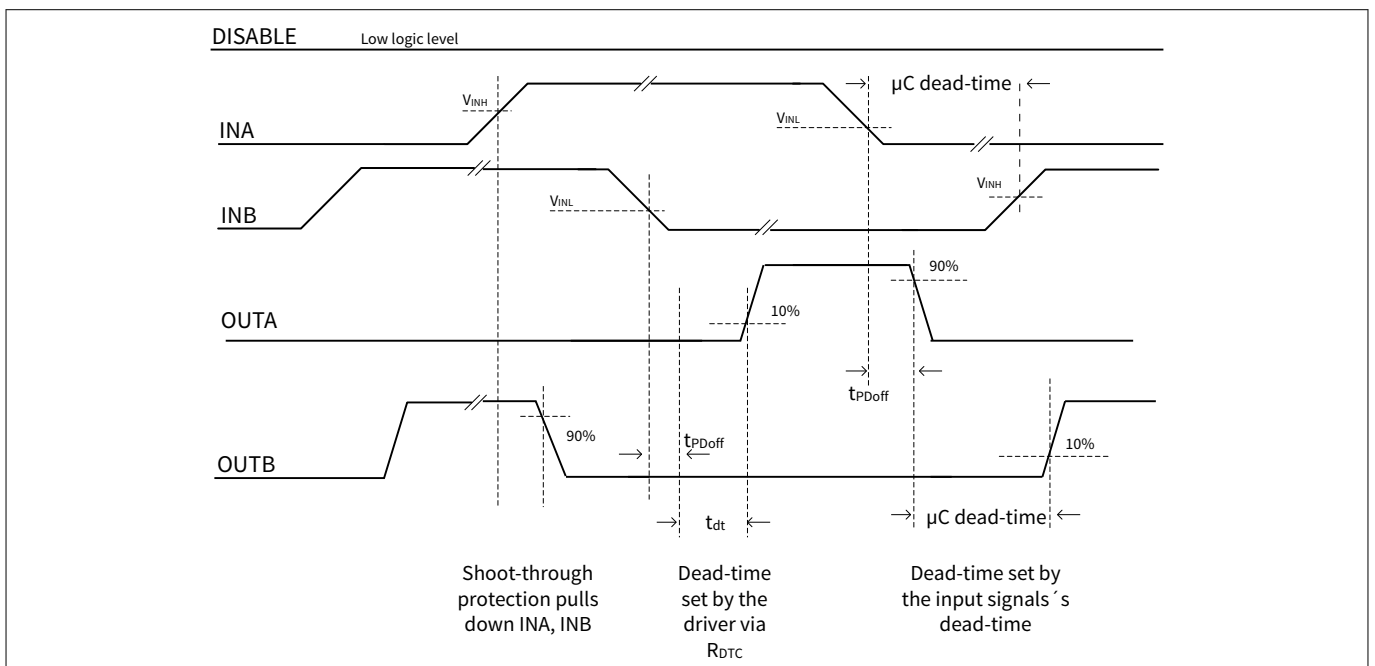 DISABLE Low logic level
µC dead-time
VINH
VINL
INA
VINH
VINL
INB
90%
10%
OUTA
tPDoff
90%
tPDoff
10%
OUTB
tdt
µC dead-time
Shoot-through
protection pulls
down INA, INB
Dead-time
set by the
driver via
RDTC
Dead-time set by
the input signals´s
dead-time